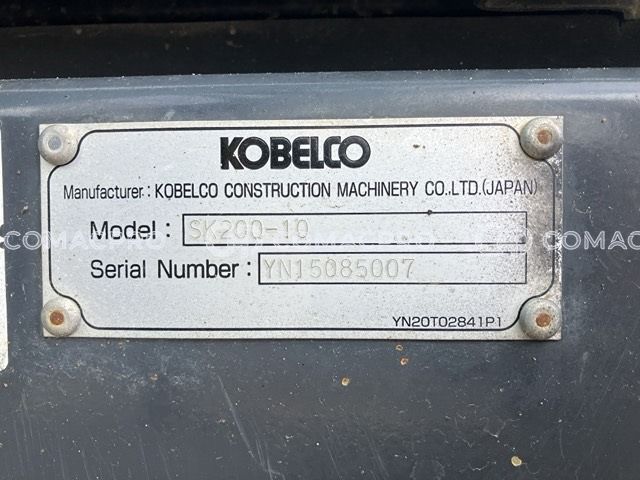 KOBELCO
Manufacturer: KOBELCO CONSTRUCTION MACHINERY CO.,LTD.(JAPAN)
Model: SK200-10
Serial Number: YN15085007
YN20T02841P1